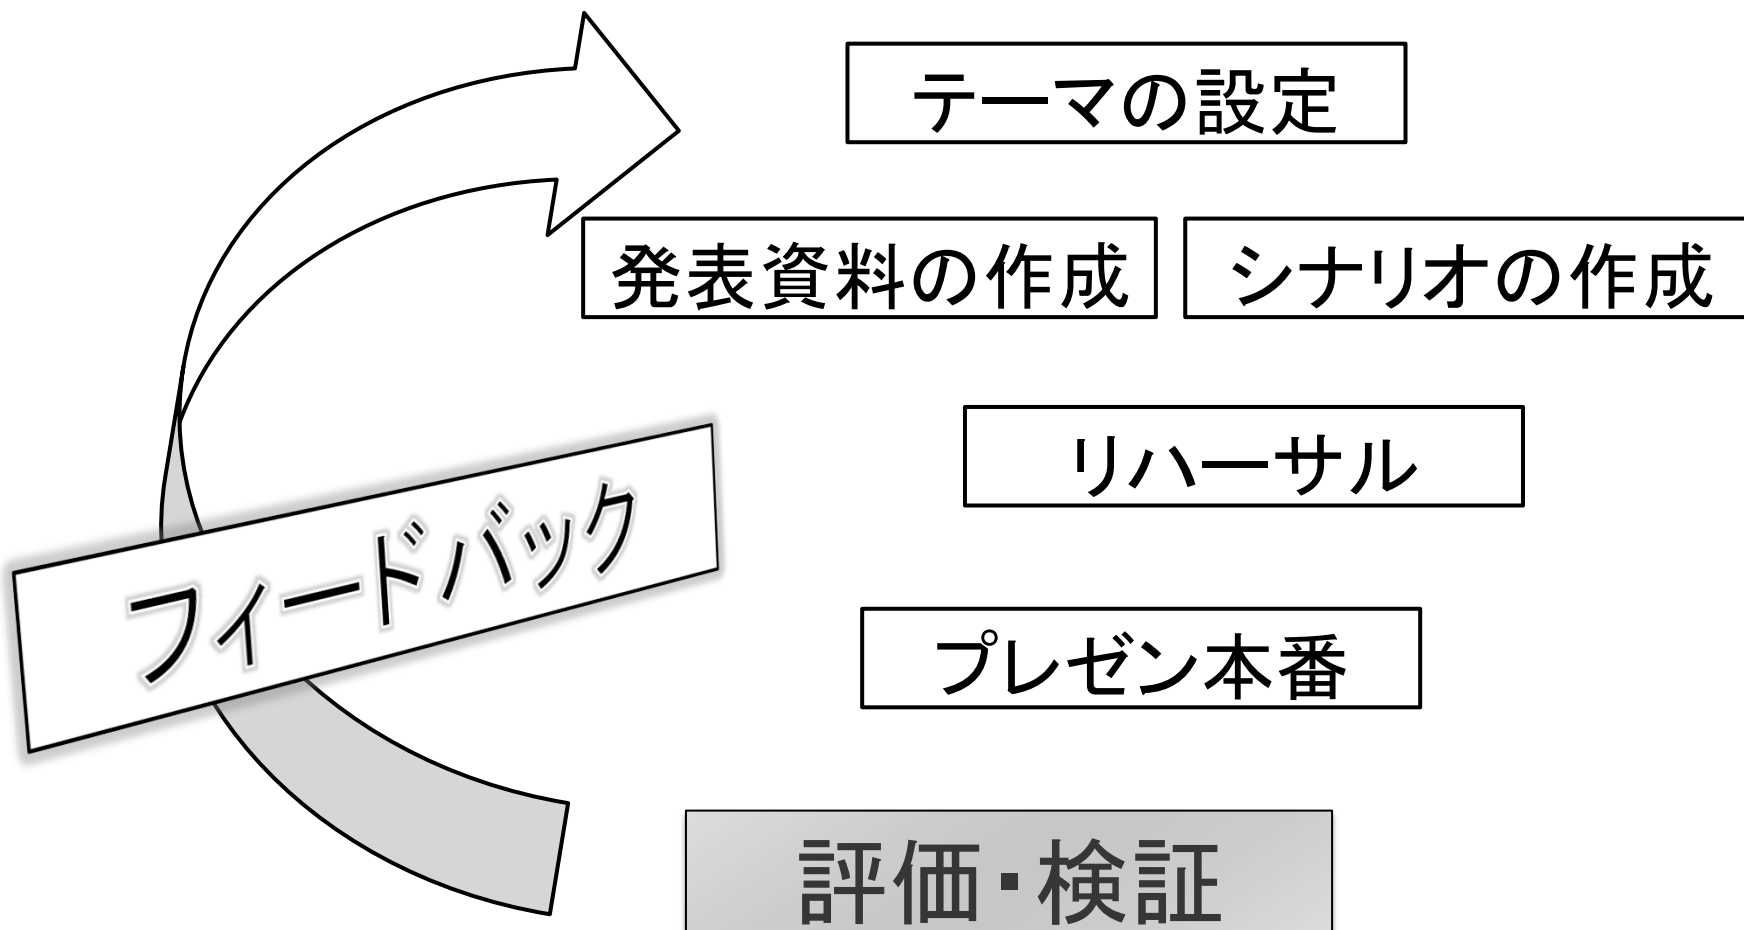 テーマの設定
発表資料の作成 シナリオの作成
リハーサル
フィードバック
プレゼン本番
評価・検証